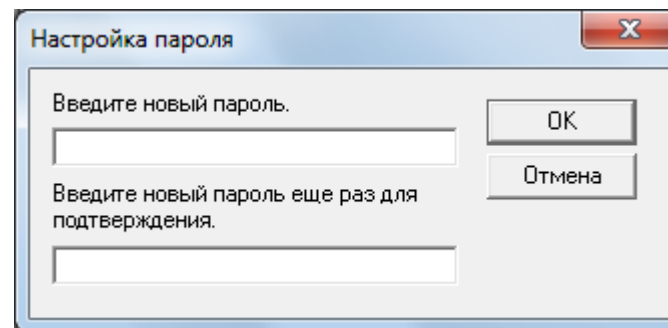 Настройка пароля
Введите новый пароль.
OK
Отмена
Введите новый пароль еще раз для
подтверждения.